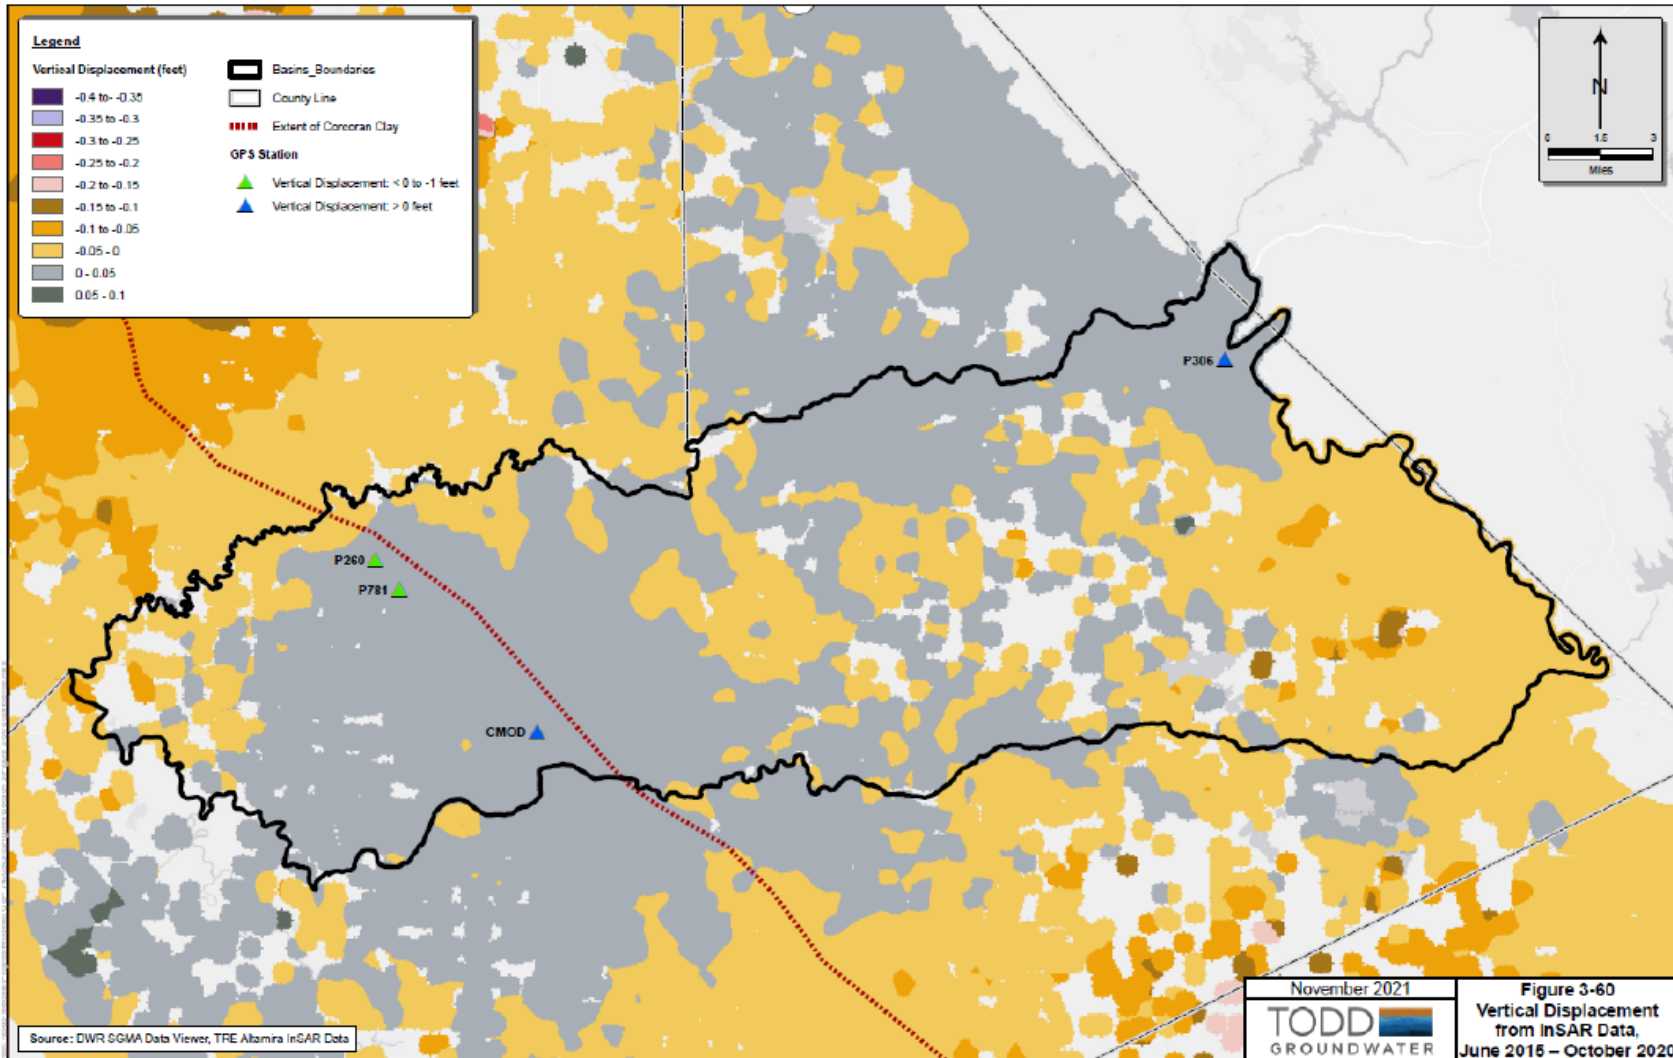 Legend
Vertical Displacement (feet)
-0.4 to -0.35
-0.35 to -0.3
-0.3 to -0.25
-0.25 to -0.2
-0.2 to -0.15
-0.15 to -0.1
-0.1 to -0.05
-0.05 - 0
0 - 0.05
0.05 - 0.1
Basins_Boundaries
County Line
Extent of Corcoran Clay
GPS Station
Vertical Displacement: < 0 to -1 feet
Vertical Displacement: > 0 feet
N
0 1.5 3
Miles
P306
P260
P781
CMOD
Source: DWR SGMA Data Viewer, TRE Altamira InSAR Data
November 2021
TODD
GROUNDWATER
Figure 3-60
Vertical Displacement
from InSAR Data,
June 2015 – October 2020